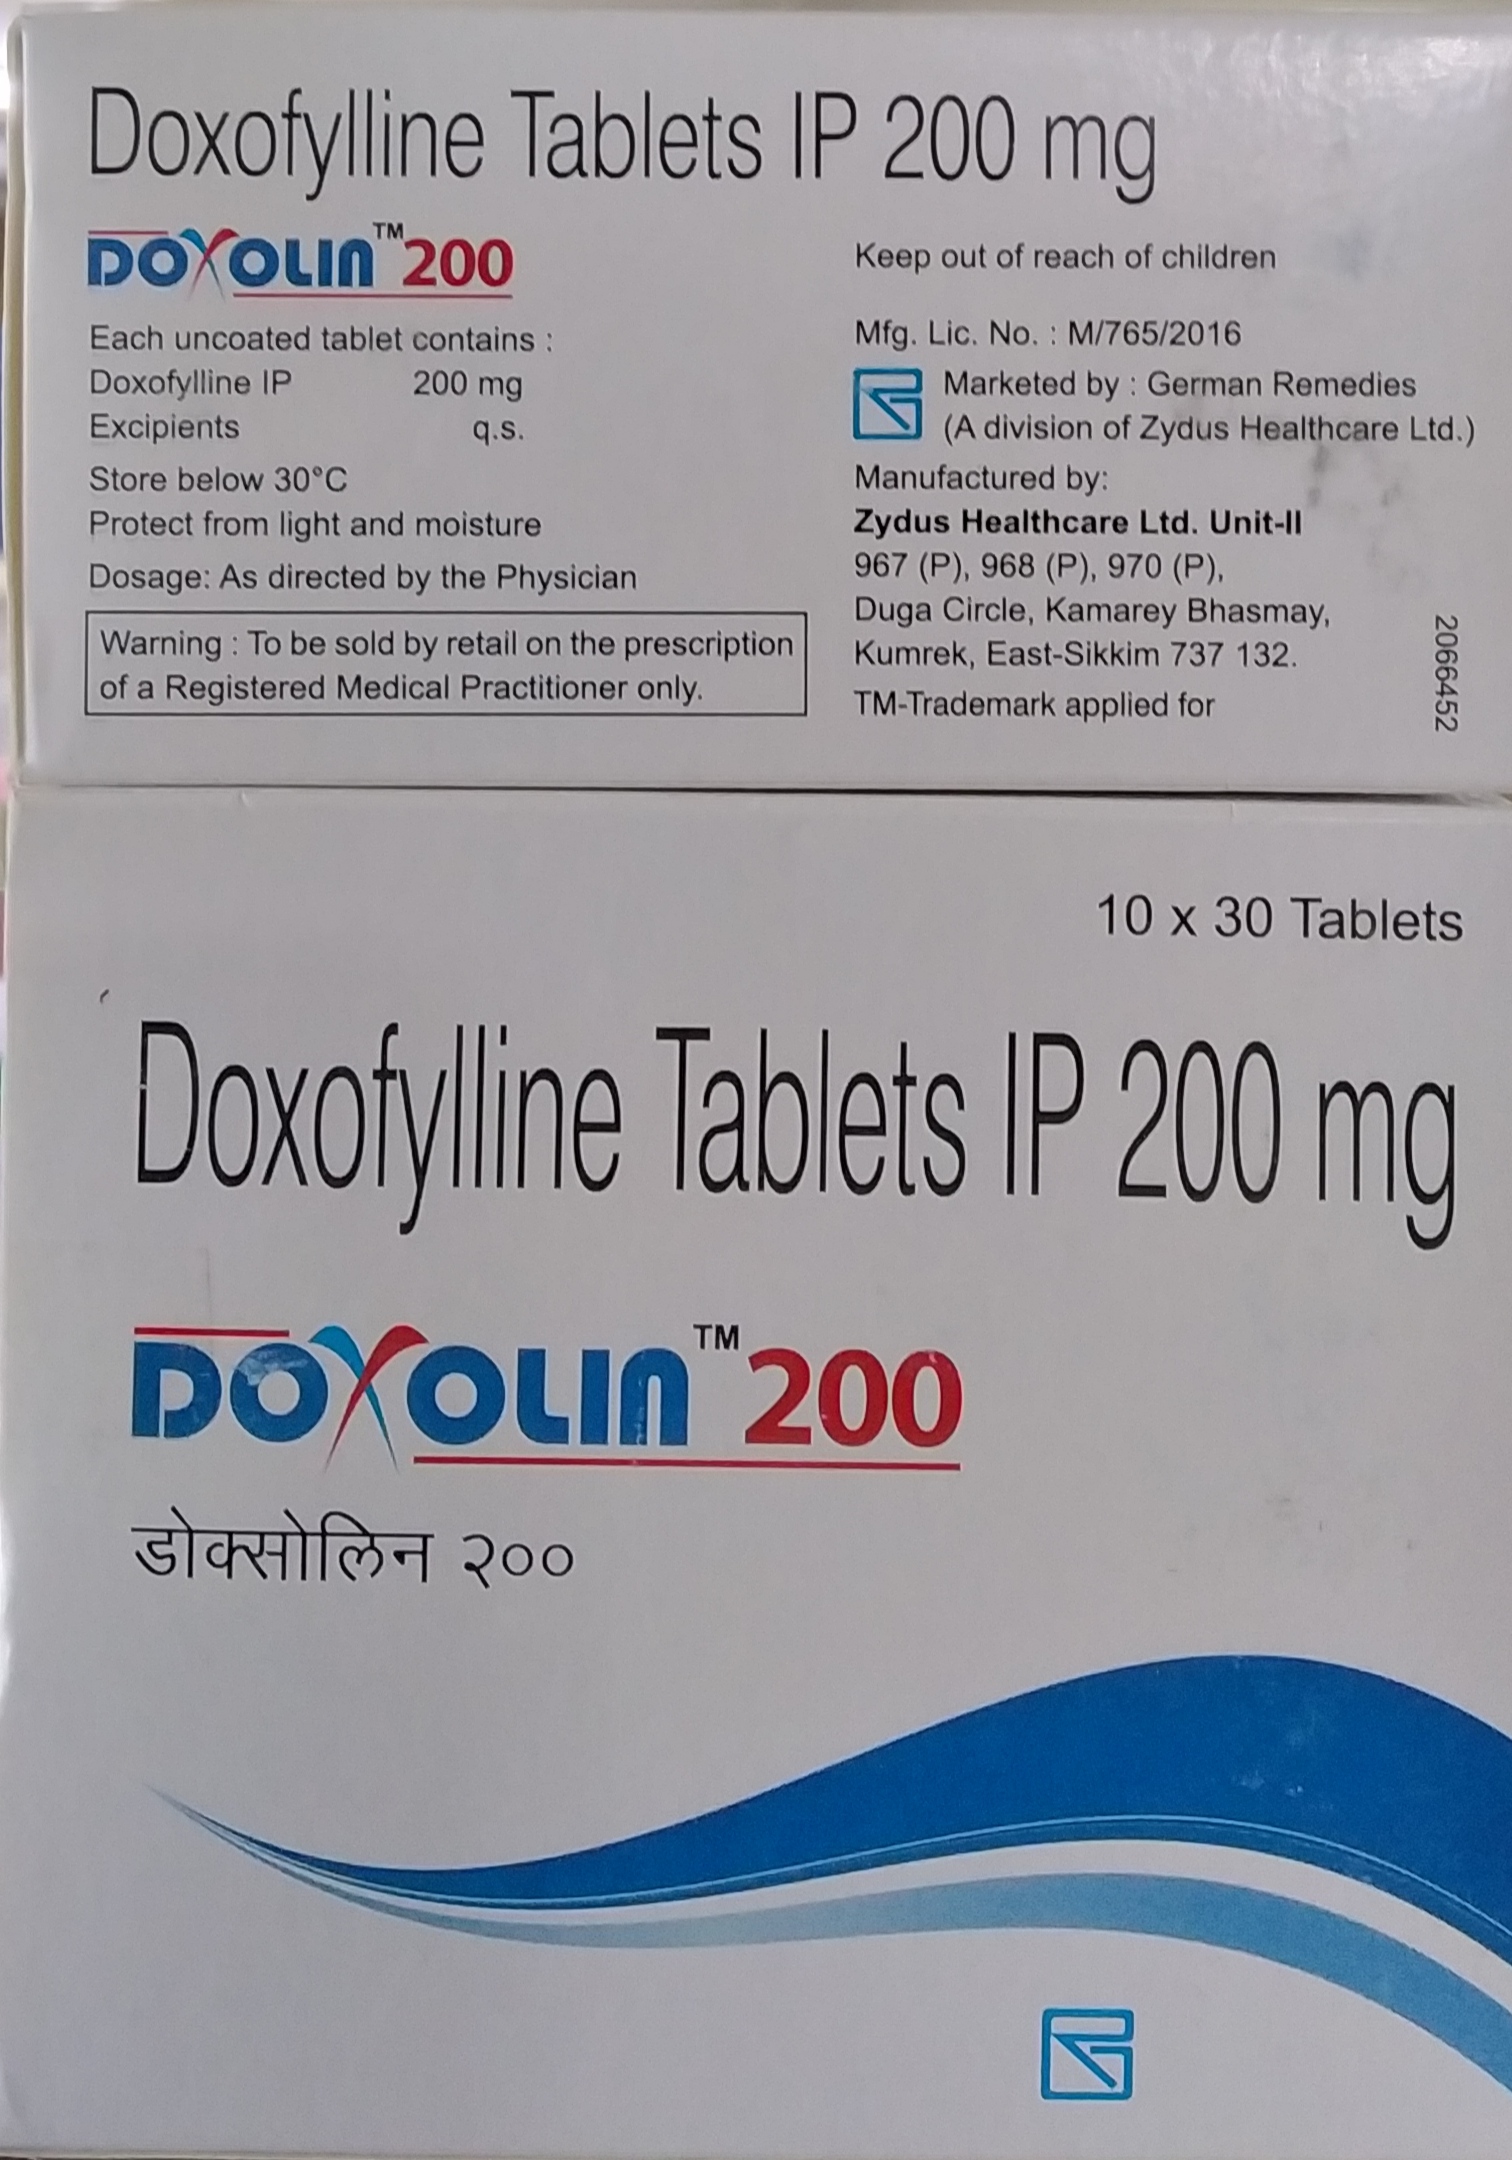 Doxofylline Tablets IP 200 mg
DOXOLIN™ 200
Each uncoated tablet contains :
Doxofylline IP 200 mg
Excipients q.s.
Store below 30°C
Protect from light and moisture
Dosage: As directed by the Physician
Warning : To be sold by retail on the prescription
of a Registered Medical Practitioner only.
Keep out of reach of children
Mfg. Lic. No. : M/765/2016
Marketed by : German Remedies
(A division of Zydus Healthcare Ltd.)
Manufactured by:
Zydus Healthcare Ltd. Unit-II
967 (P), 968 (P), 970 (P),
Duga Circle, Kamarey Bhasmay,
Kumrek, East-Sikkim 737 132.
TM-Trademark applied for
2066452
10 x 30 Tablets
Doxofylline Tablets IP 200 mg
DOXOLIN™ 200
डोक्सोलिन २००